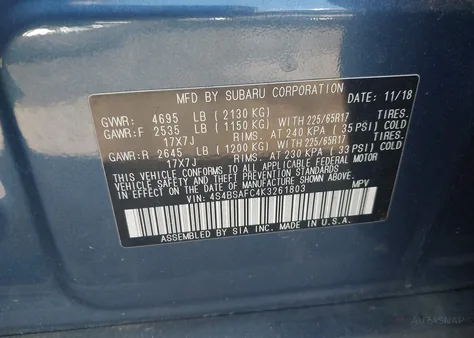 MFD BY SUBARU CORPORATION 11/18
GVWR: 4695 LB (2130 KG)
GAWR:F 2535 LB (1150 KG) WITH 225/65R17 TIRES.
17X7J RIMS. AT 240 KPA (35 PSI) COLD
GAWR:R 2645 LB (1200 KG) WITH 225/65R17 TIRES.
17X7J RIMS. AT 230 KPA (33 PSI) COLD
THIS VEHICLE CONFORMS TO ALL APPLICABLE FEDERAL MOTOR
VEHICLE SAFETY AND THEFT PREVENTION STANDARDS
IN EFFECT ON THE DATE OF MANUFACTURE SHOWN ABOVE.
VIN: 4S4BSAFC4K3261803 MPV
ASSEMBLED BY SIA INC. MADE IN U.S.A.